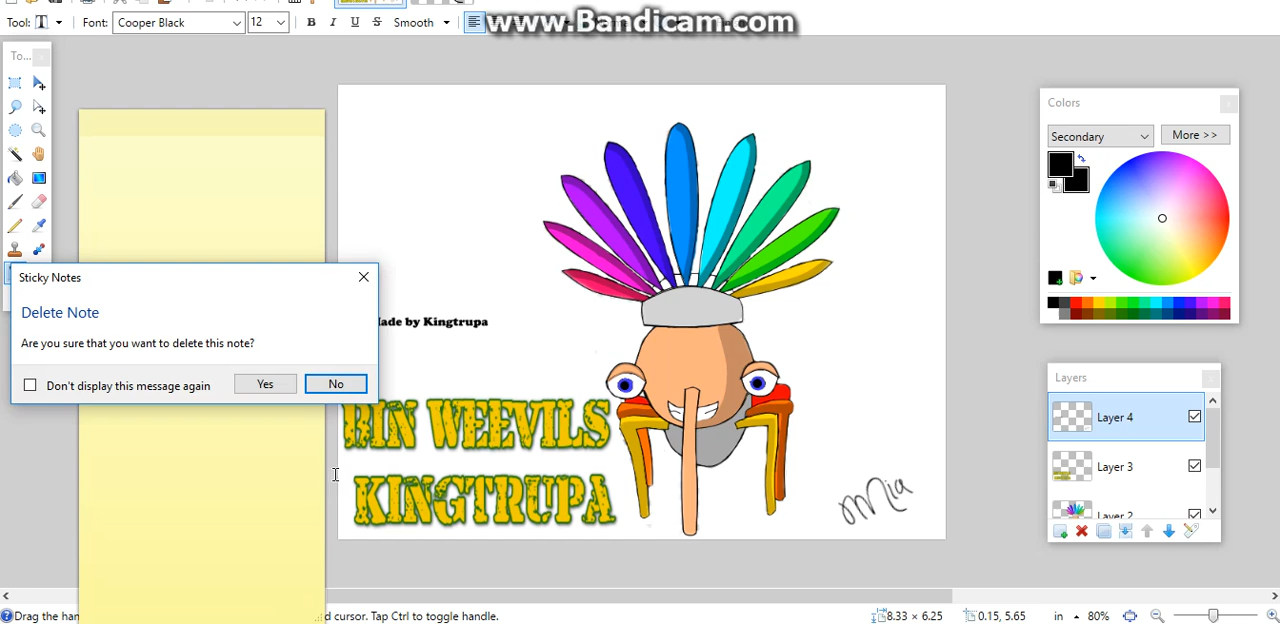 www.Bandicam.com
Tool: T Font: Cooper Black 12 B I U S Smooth
To...
Colors
Secondary More >>
Sticky Notes
Delete Note
Are you sure that you want to delete this note?
Don't display this message again Yes No
Made by Kingtrupa
BIN WEEVILS
KINGTRUPA
Mia
Layers
Layer 4
Layer 3
Layer 2
Drag the han
d cursor. Tap Ctrl to toggle handle.
8.33 × 6.25 0.15, 5.65 in 80%